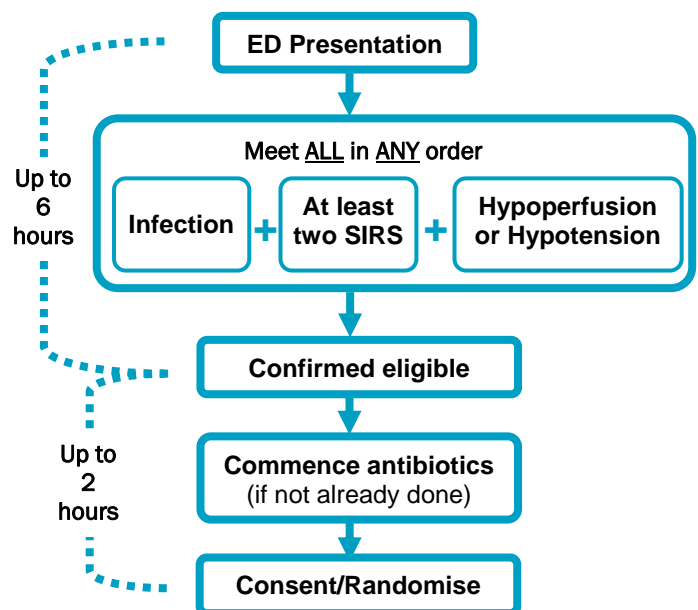 ED Presentation
Meet ALL in ANY order
Up to
6
hours
Infection
+
At least
two SIRS
+
Hypoperfusion
or Hypotension
Confirmed eligible
Up to
2
hours
Commence antibiotics
(if not already done)
Consent/Randomise